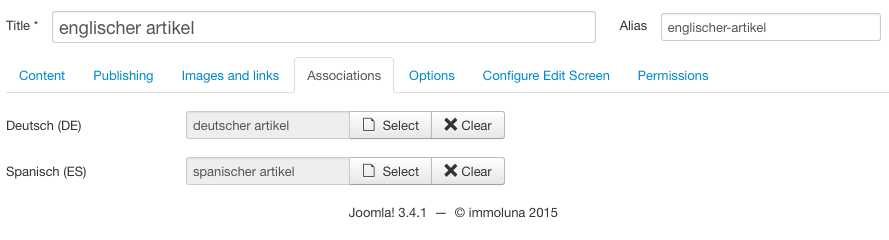 Title * englischer artikel Alias englischer-artikel
Content Publishing Images and links Associations Options Configure Edit Screen Permissions
Deutsch (DE) deutscher artikel Select Clear
Spanisch (ES) spanischer artikel Select Clear
Joomla! 3.4.1 — © immoluna 2015